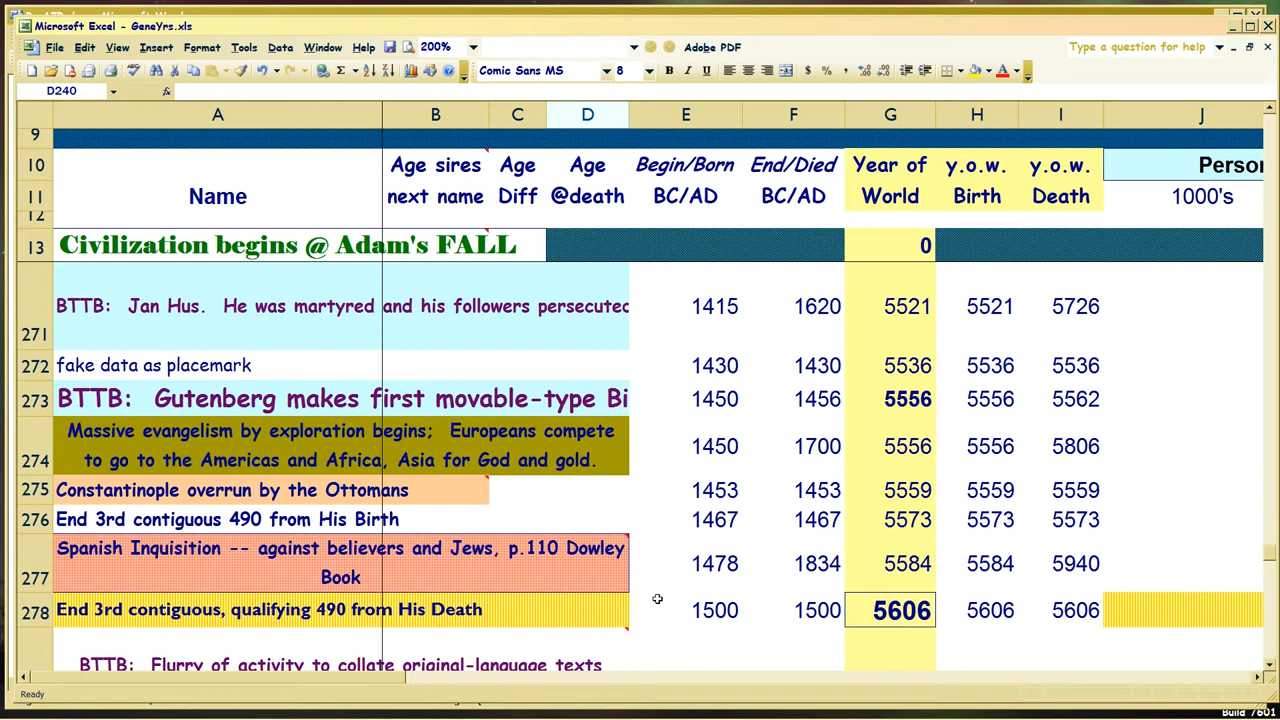 Microsoft Excel - GeneYrs.xls
File Edit View Insert Format Tools Data Window Help 200% Adobe PDF Type a question for help
Comic Sans MS 8 B I U $ % ,
D240 fx
A B C D E F G H I J
9
10 Age sires Age Age Begin/Born End/Died Year of y.o.w. y.o.w. Person
11 Name next name Diff @death BC/AD BC/AD World Birth Death 1000's
12
13 Civilization begins @ Adam's FALL 0
271 BTTB: Jan Hus. He was martyred and his followers persecuted 1415 1620 5521 5521 5726
272 fake data as placemark 1430 1430 5536 5536 5536
273 BTTB: Gutenberg makes first movable-type Bi 1450 1456 5556 5556 5562
Massive evangelism by exploration begins; Europeans compete
274 to go to the Americas and Africa, Asia for God and gold. 1450 1700 5556 5556 5806
275 Constantinople overrun by the Ottomans 1453 1453 5559 5559 5559
276 End 3rd contiguous 490 from His Birth 1467 1467 5573 5573 5573
Spanish Inquisition -- against believers and Jews, p.110 Dowley
277 Book 1478 1834 5584 5584 5940
278 End 3rd contiguous, qualifying 490 from His Death 1500 1500 5606 5606 5606
BTTB: Flurry of activity to collate original-language texts
Ready
Build 7601